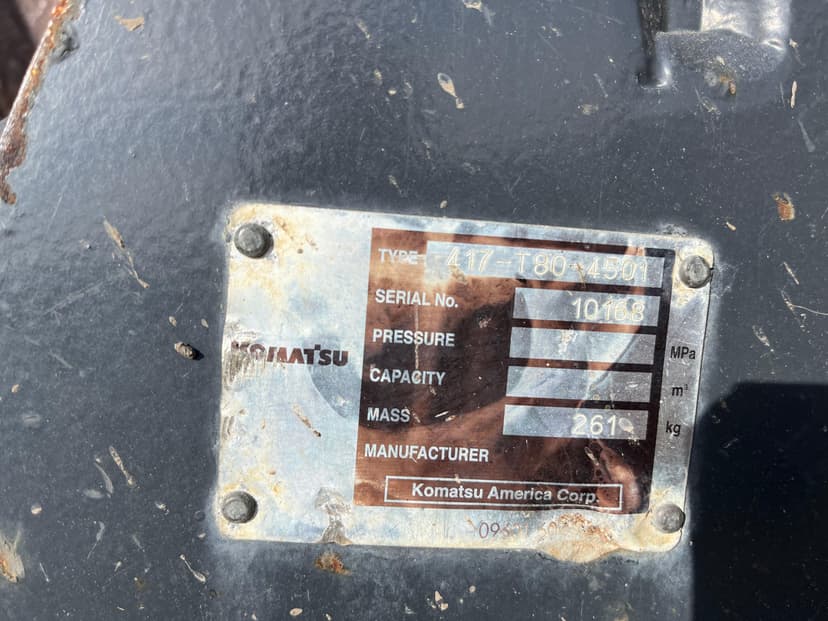 KOMATSU
TYPE 417-T80-4501
SERIAL No. 10168
PRESSURE MPa
CAPACITY m³
MASS 261 kg
MANUFACTURER
Komatsu America Corp.